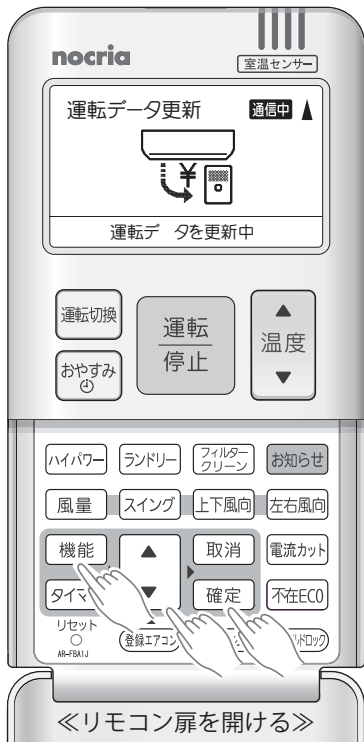 nocria
室温センサー
運転データ更新 通信中
¥
運転デ タを更新中
運転切換
運転
停止
温度
おやすみ
ハイパワー ランドリー フィルター
クリーン お知らせ
風量 スイング 上下風向 左右風向
機能 取消 電流カット
確定 不在ECO
リセット
AR-FBA1J
登録エアコン
≪リモコン扉を開ける≫